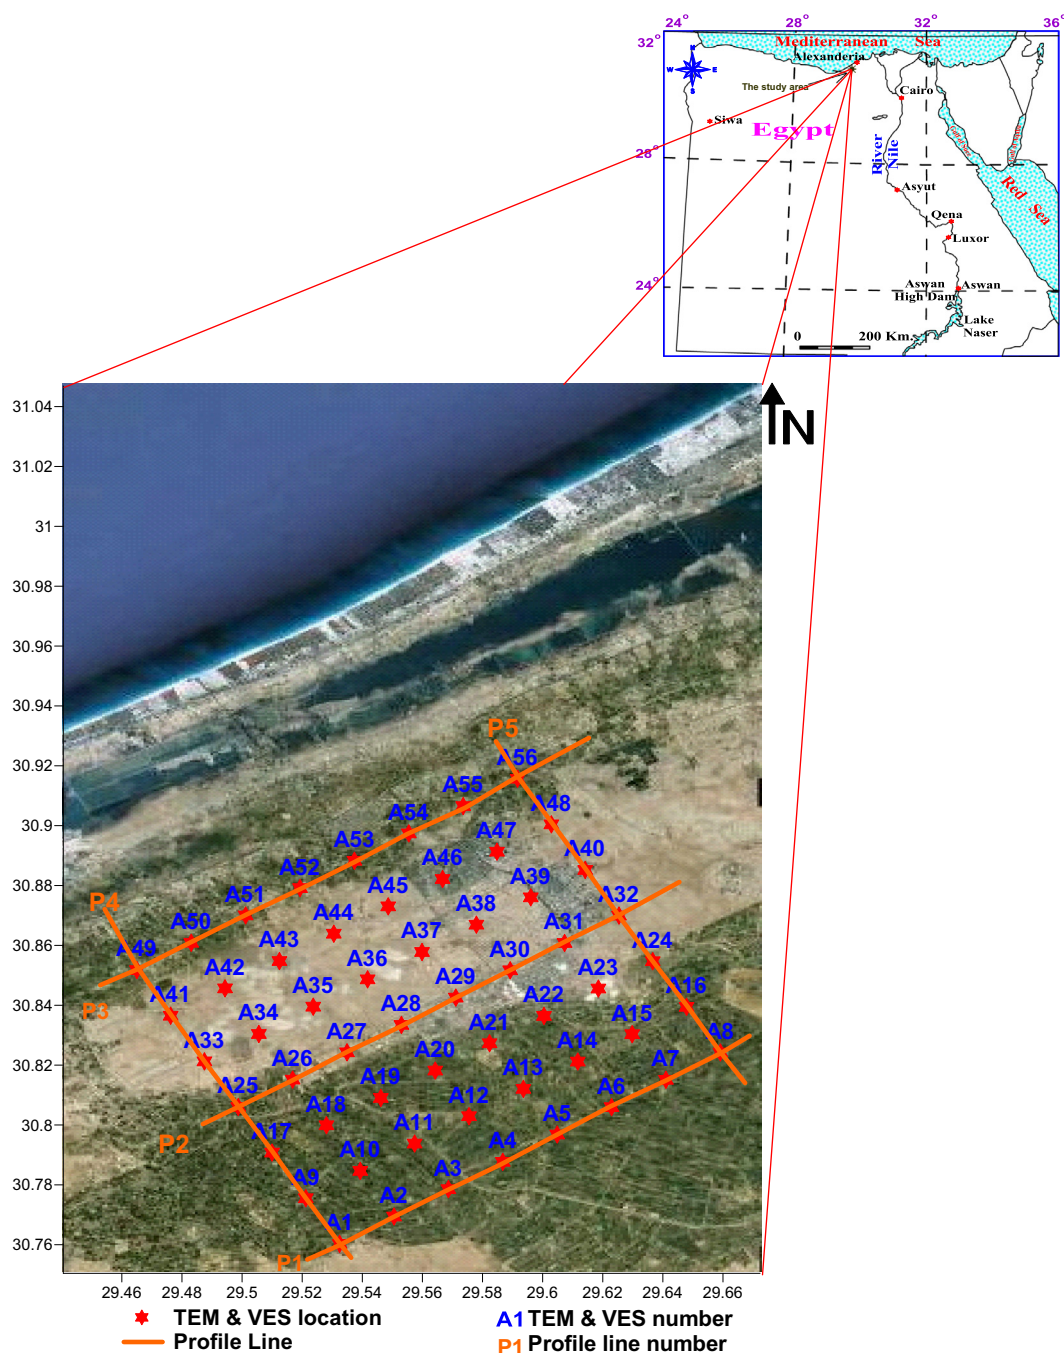 24° 28° 32° 36°
32°
Mediterranean Sea
Alexanderia
N
W E
S
The study area
Cairo
Siwa
Egypt
River Nile
28°
Asyut
Red Sea
Qena
Luxor
24°
Aswan High Dam
Aswan
Lake Naser
0 200 Km.
N
31.04
31.02
31
30.98
30.96
30.94
30.92
30.9
30.88
30.86
30.84
30.82
30.8
30.78
30.76
P5
A56
A55
A48
A54
A47
A53
A40
A46
A52
A39
A45
A32
P4
A51
A38
A44
A31
A50
A37
A24
A49
A43
A30
A36
A23
A42
A29
A16
P3
A41
A35
A22
A28
A15
A34
A21
A8
A33
A27
A14
A20
A7
A26
A13
A19
A6
A25
A12
A18
A5
P2
A17
A11
A4
A10
A3
A9
A2
A1
P1
29.46 29.48 29.5 29.52 29.54 29.56 29.58 29.6 29.62 29.64 29.66
TEM & VES location
A1 TEM & VES number
Profile Line
P1 Profile line number